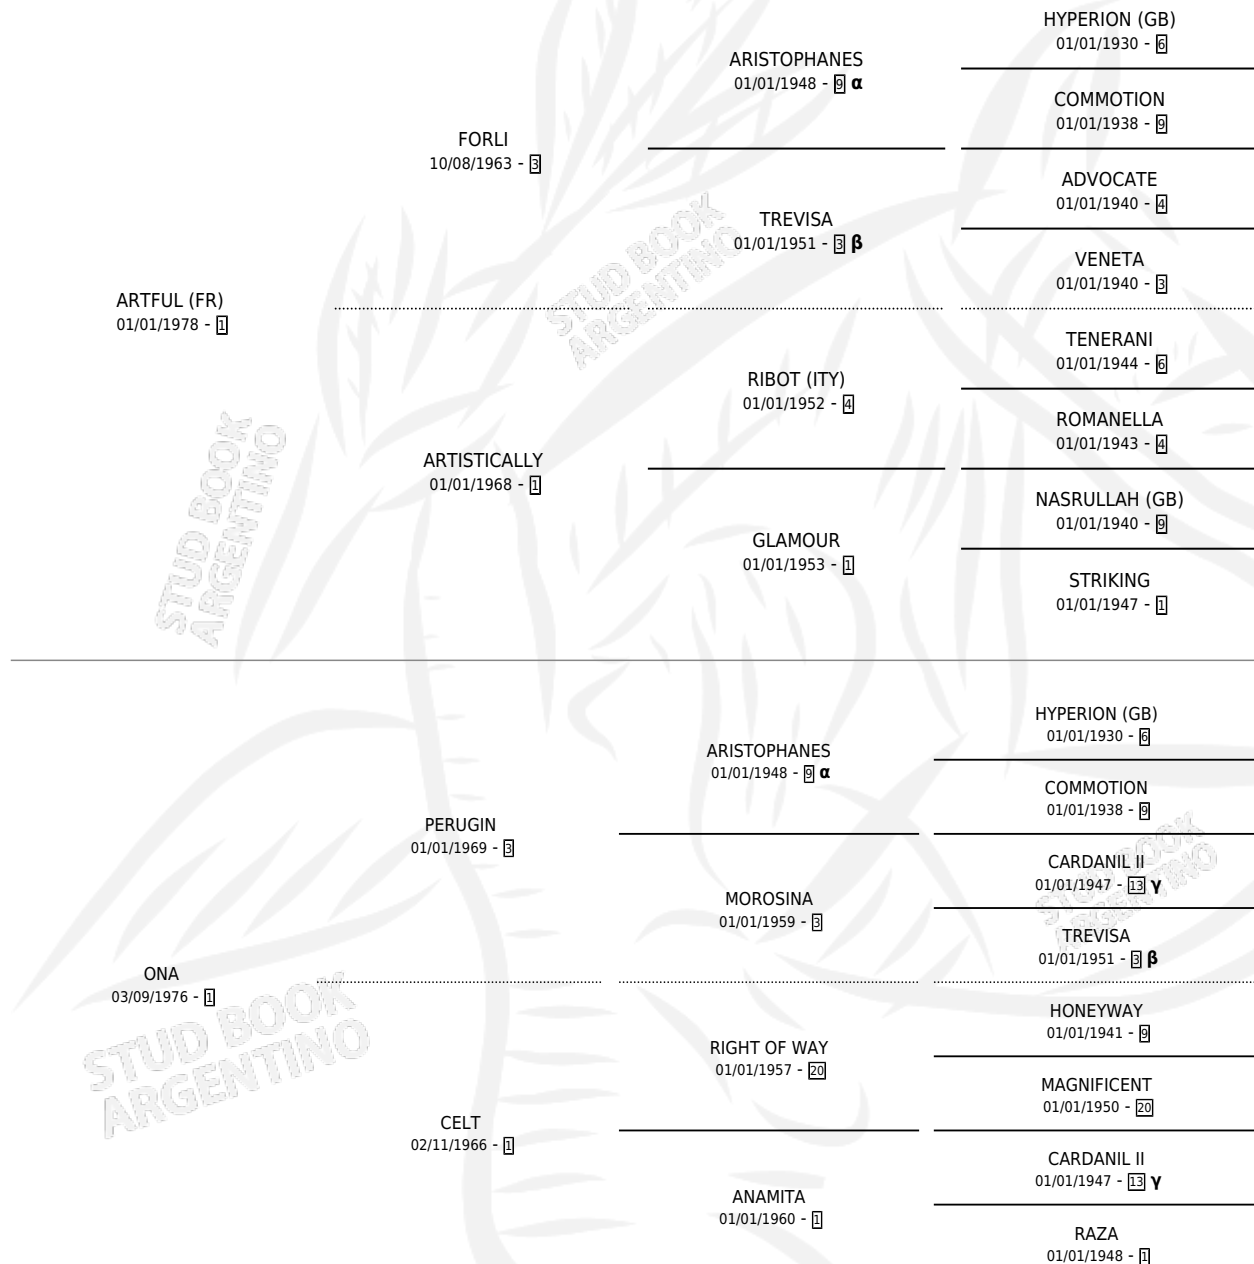 HYPERION (GB)
01/01/1930 - 6
ARISTOPHANES
01/01/1948 - 9 α
COMMOTION
01/01/1938 - 9
FORLI
10/08/1963 - 3
ADVOCATE
01/01/1940 - 4
TREVISA
01/01/1951 - 3 β
VENETA
01/01/1940 - 3
ARTFUL (FR)
01/01/1978 - 1
TENERANI
01/01/1944 - 6
RIBOT (ITY)
01/01/1952 - 4
ROMANELLA
01/01/1943 - 4
ARTISTICALLY
01/01/1968 - 1
NASRULLAH (GB)
01/01/1940 - 9
GLAMOUR
01/01/1953 - 1
STRIKING
01/01/1947 - 1
HYPERION (GB)
01/01/1930 - 6
ARISTOPHANES
01/01/1948 - 9 α
COMMOTION
01/01/1938 - 9
PERUGIN
01/01/1969 - 3
CARDANIL II
01/01/1947 - 13 γ
MOROSINA
01/01/1959 - 3
TREVISA
01/01/1951 - 3 β
ONA
03/09/1976 - 1
HONEYWAY
01/01/1941 - 9
RIGHT OF WAY
01/01/1957 - 20
MAGNIFICENT
01/01/1950 - 20
CELT
02/11/1966 - 1
CARDANIL II
01/01/1947 - 13 γ
ANAMITA
01/01/1960 - 1
RAZA
01/01/1948 - 1
STUD BOOK
ARGENTINO
STUD BOOK
ARGENTINO
STUD BOOK
ARGENTINO
STUD BOOK
ARGENTINO